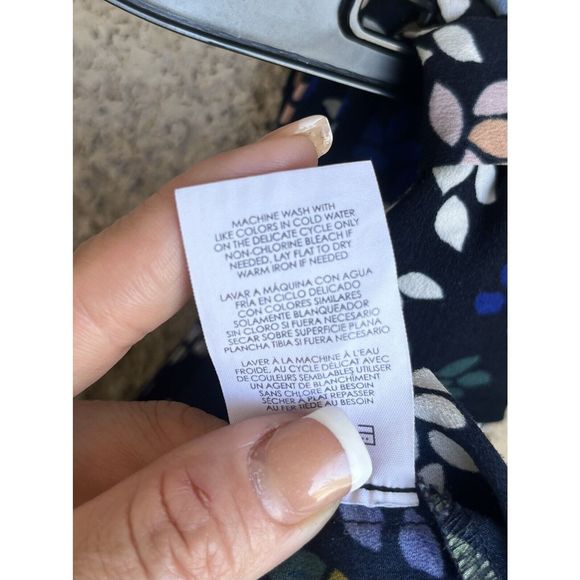 MACHINE WASH WITH
LIKE COLORS IN COLD WATER
ON THE DELICATE CYCLE ONLY
NON-CHLORINE BLEACH IF
NEEDED, LAY FLAT TO DRY
WARM IRON IF NEEDED
LAVAR A MÁQUINA CON AGUA
FRÍA EN CICLO DELICADO
CON COLORES SIMILARES
SOLAMENTE BLANQUEADOR
SIN CLORO SI FUERA NECESARIO
SECAR SOBRE SUPERFICIE PLANA
PLANCHA TIBIA SI FUERA NECESARIO
LAVER À LA MACHINE À L'EAU
FROIDE, AU CYCLE DÉLICAT AVEC
DE COULEURS SEMBLABLES UTILISER
UN AGENT DE BLANCHIMENT
SANS CHLORE AU BESOIN
SÉCHER À PLAT REPASSER
AU FER TIÈDE AU BESOIN